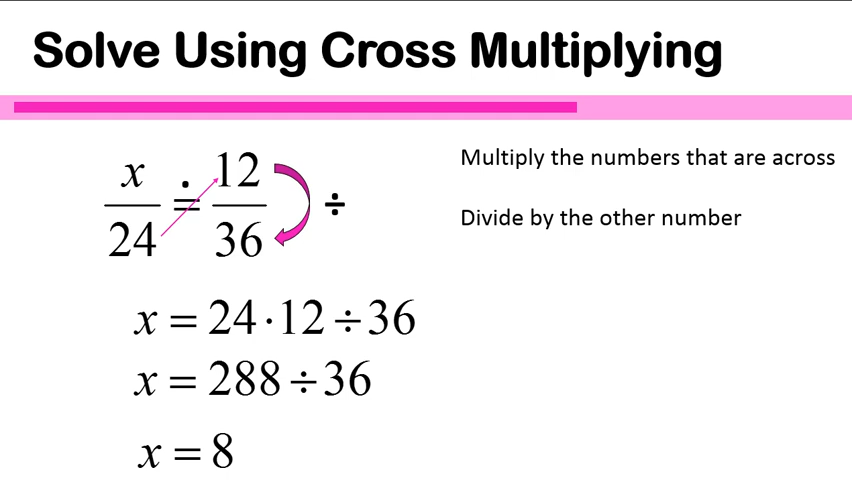 Solve Using Cross Multiplying
x/24 = 12/36 ÷
·
Multiply the numbers that are across
Divide by the other number
x = 24 · 12 ÷ 36
x = 288 ÷ 36
x = 8